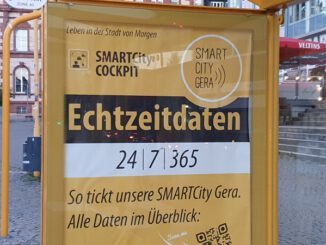 Leben in der Stadt von Morgen
SMARTCity
COCKPIT
SMART
CITY
GERA
VELTINS
Echtzeitdaten
24|7|365
So tickt unsere SMARTCity Gera.
Alle Daten im Überblick: